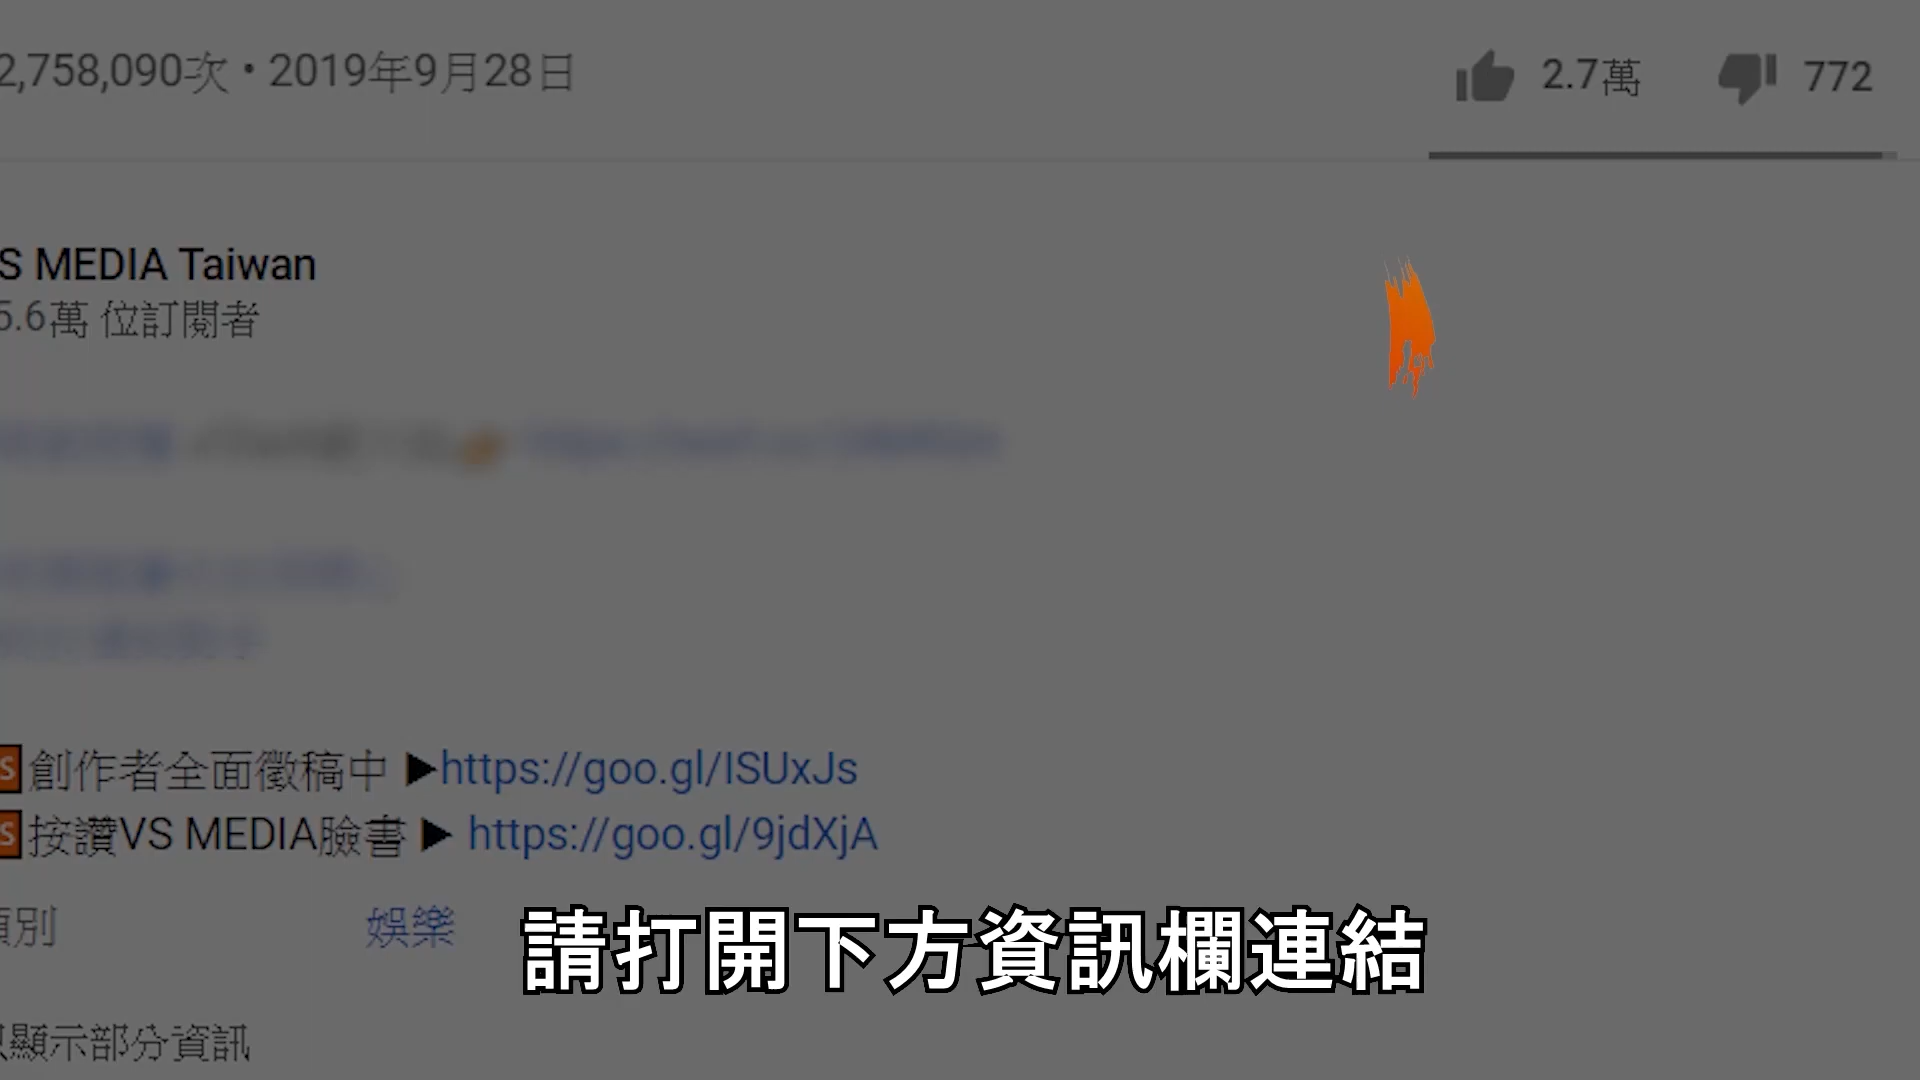 2,758,090次 • 2019年9月28日
2.7萬
772
S MEDIA Taiwan
5.6萬 位訂閱者
S創作者全面徵稿中 ▶https://goo.gl/ISUxJs
S按讚VS MEDIA臉書 ▶ https://goo.gl/9jdXjA
類別
娛樂
請打開下方資訊欄連結
只顯示部分資訊